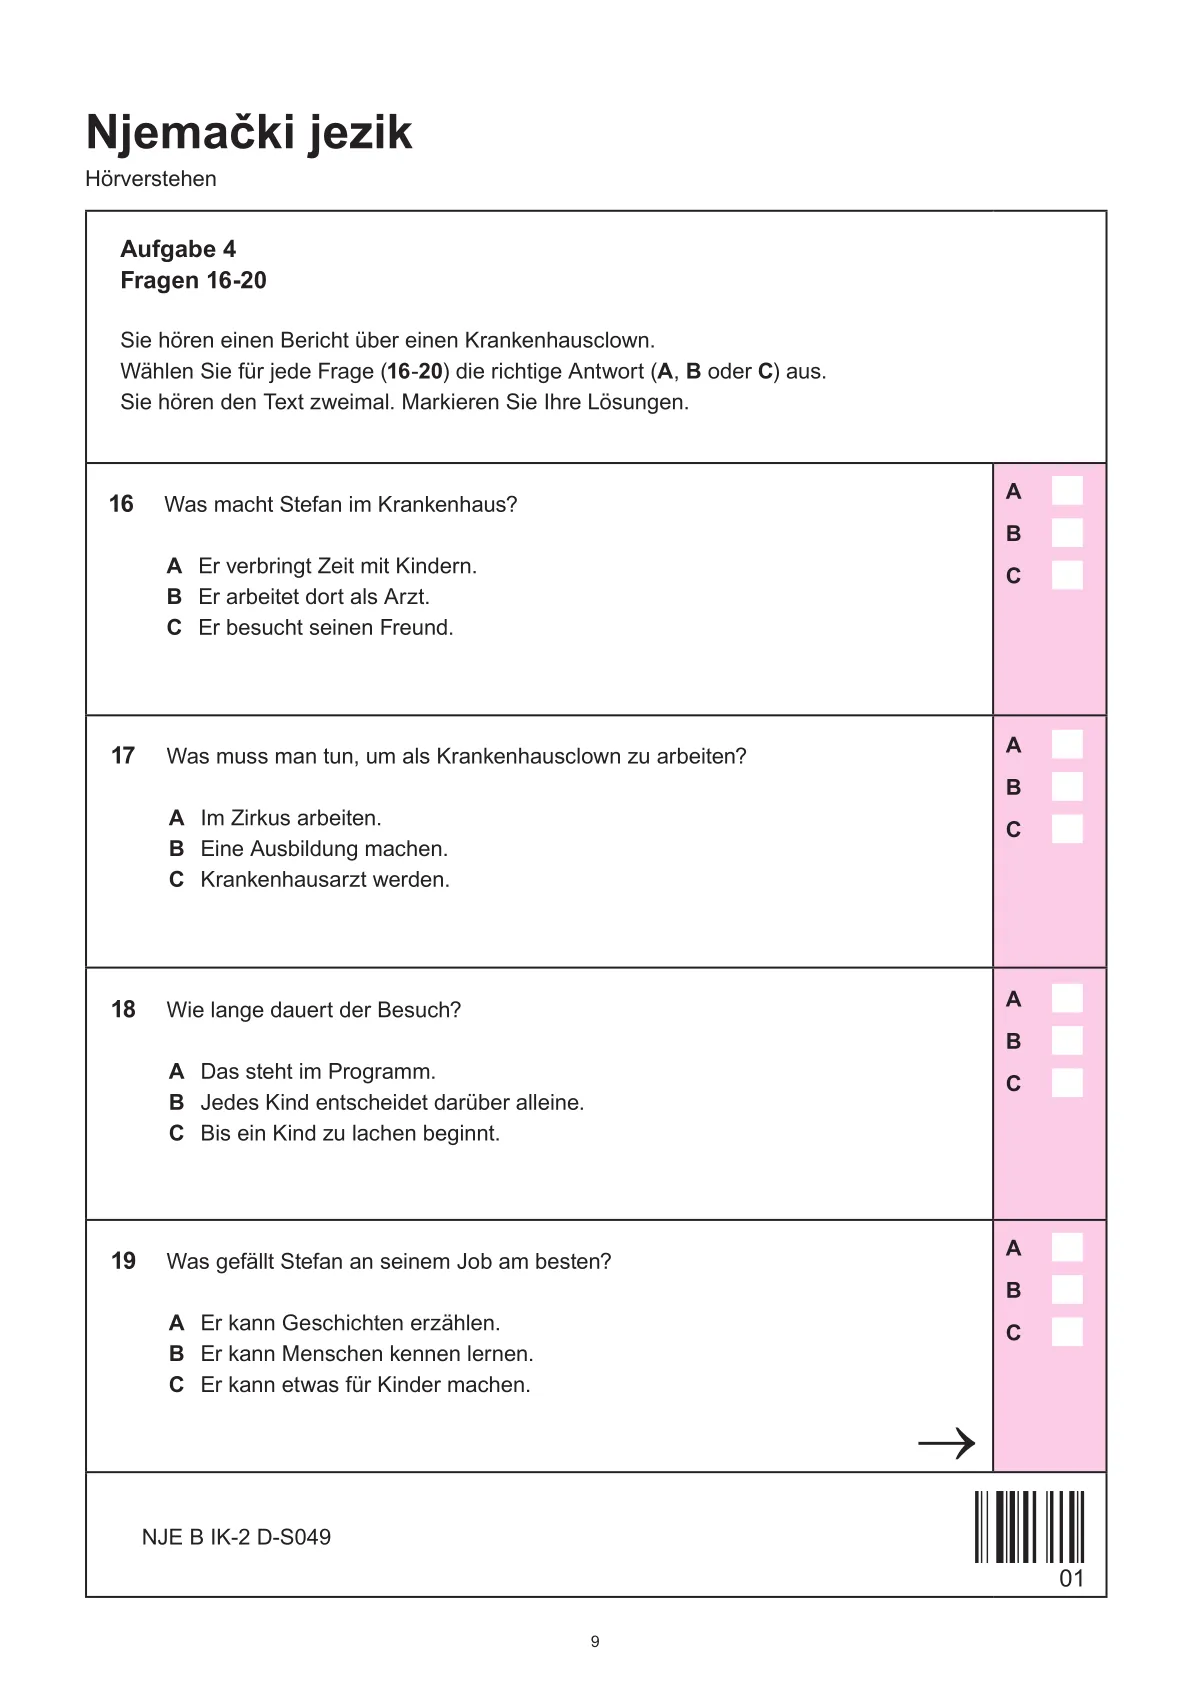 Njemački jezik
Hörverstehen
Aufgabe 4
Fragen 16-20
Sie hören einen Bericht über einen Krankenhausclown.
Wählen Sie für jede Frage (16-20) die richtige Antwort (A, B oder C) aus.
Sie hören den Text zweimal. Markieren Sie Ihre Lösungen.
16 Was macht Stefan im Krankenhaus?
A Er verbringt Zeit mit Kindern.
B Er arbeitet dort als Arzt.
C Er besucht seinen Freund.
A
B
C
17 Was muss man tun, um als Krankenhausclown zu arbeiten?
A Im Zirkus arbeiten.
B Eine Ausbildung machen.
C Krankenhausarzt werden.
A
B
C
18 Wie lange dauert der Besuch?
A Das steht im Programm.
B Jedes Kind entscheidet darüber alleine.
C Bis ein Kind zu lachen beginnt.
A
B
C
19 Was gefällt Stefan an seinem Job am besten?
A Er kann Geschichten erzählen.
B Er kann Menschen kennen lernen.
C Er kann etwas für Kinder machen.
A
B
C
→
NJE B IK-2 D-S049
01
9